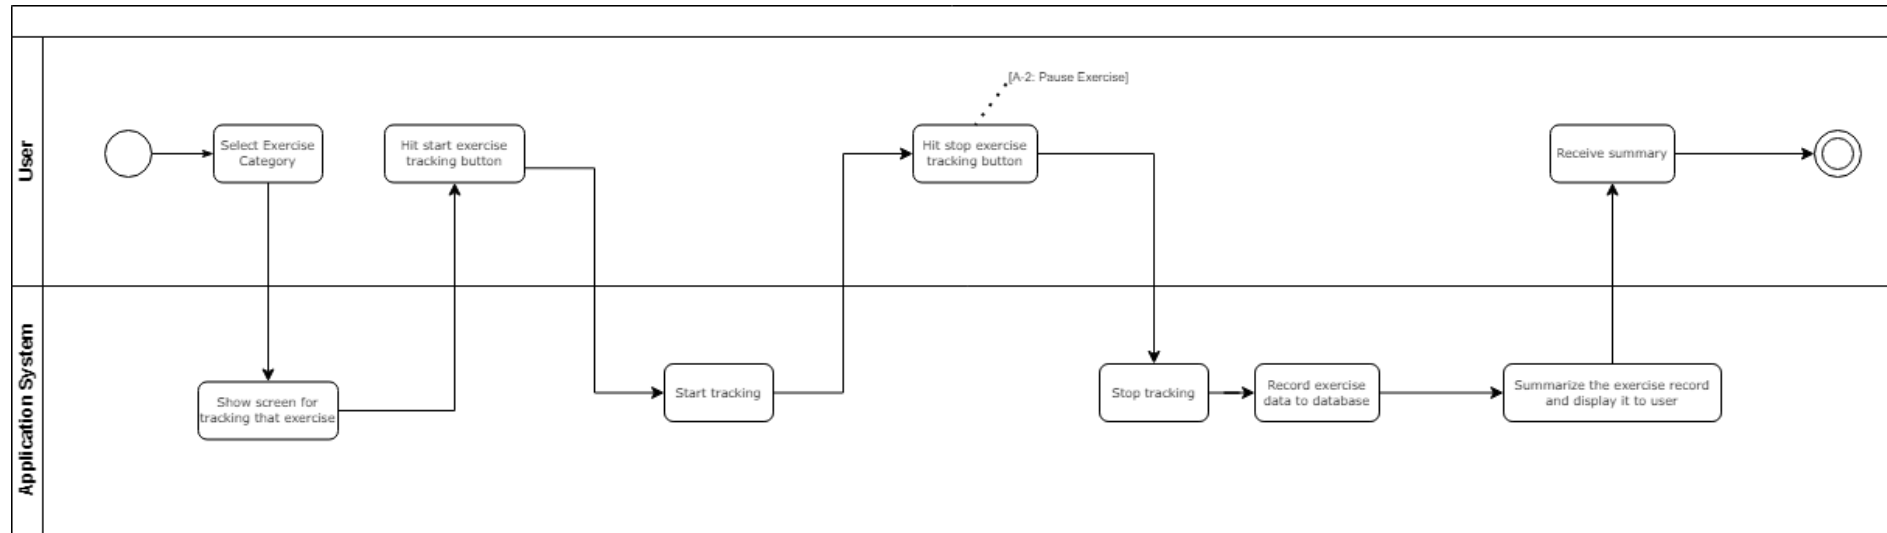 User
[A-2: Pause Exercise]
Select Exercise
Category
Hit start exercise
tracking button
Hit stop exercise
tracking button
Receive summary
Application System
Show screen for
tracking that exercise
Start tracking
Stop tracking
Record exercise
data to database
Summarize the exercise record
and display it to user